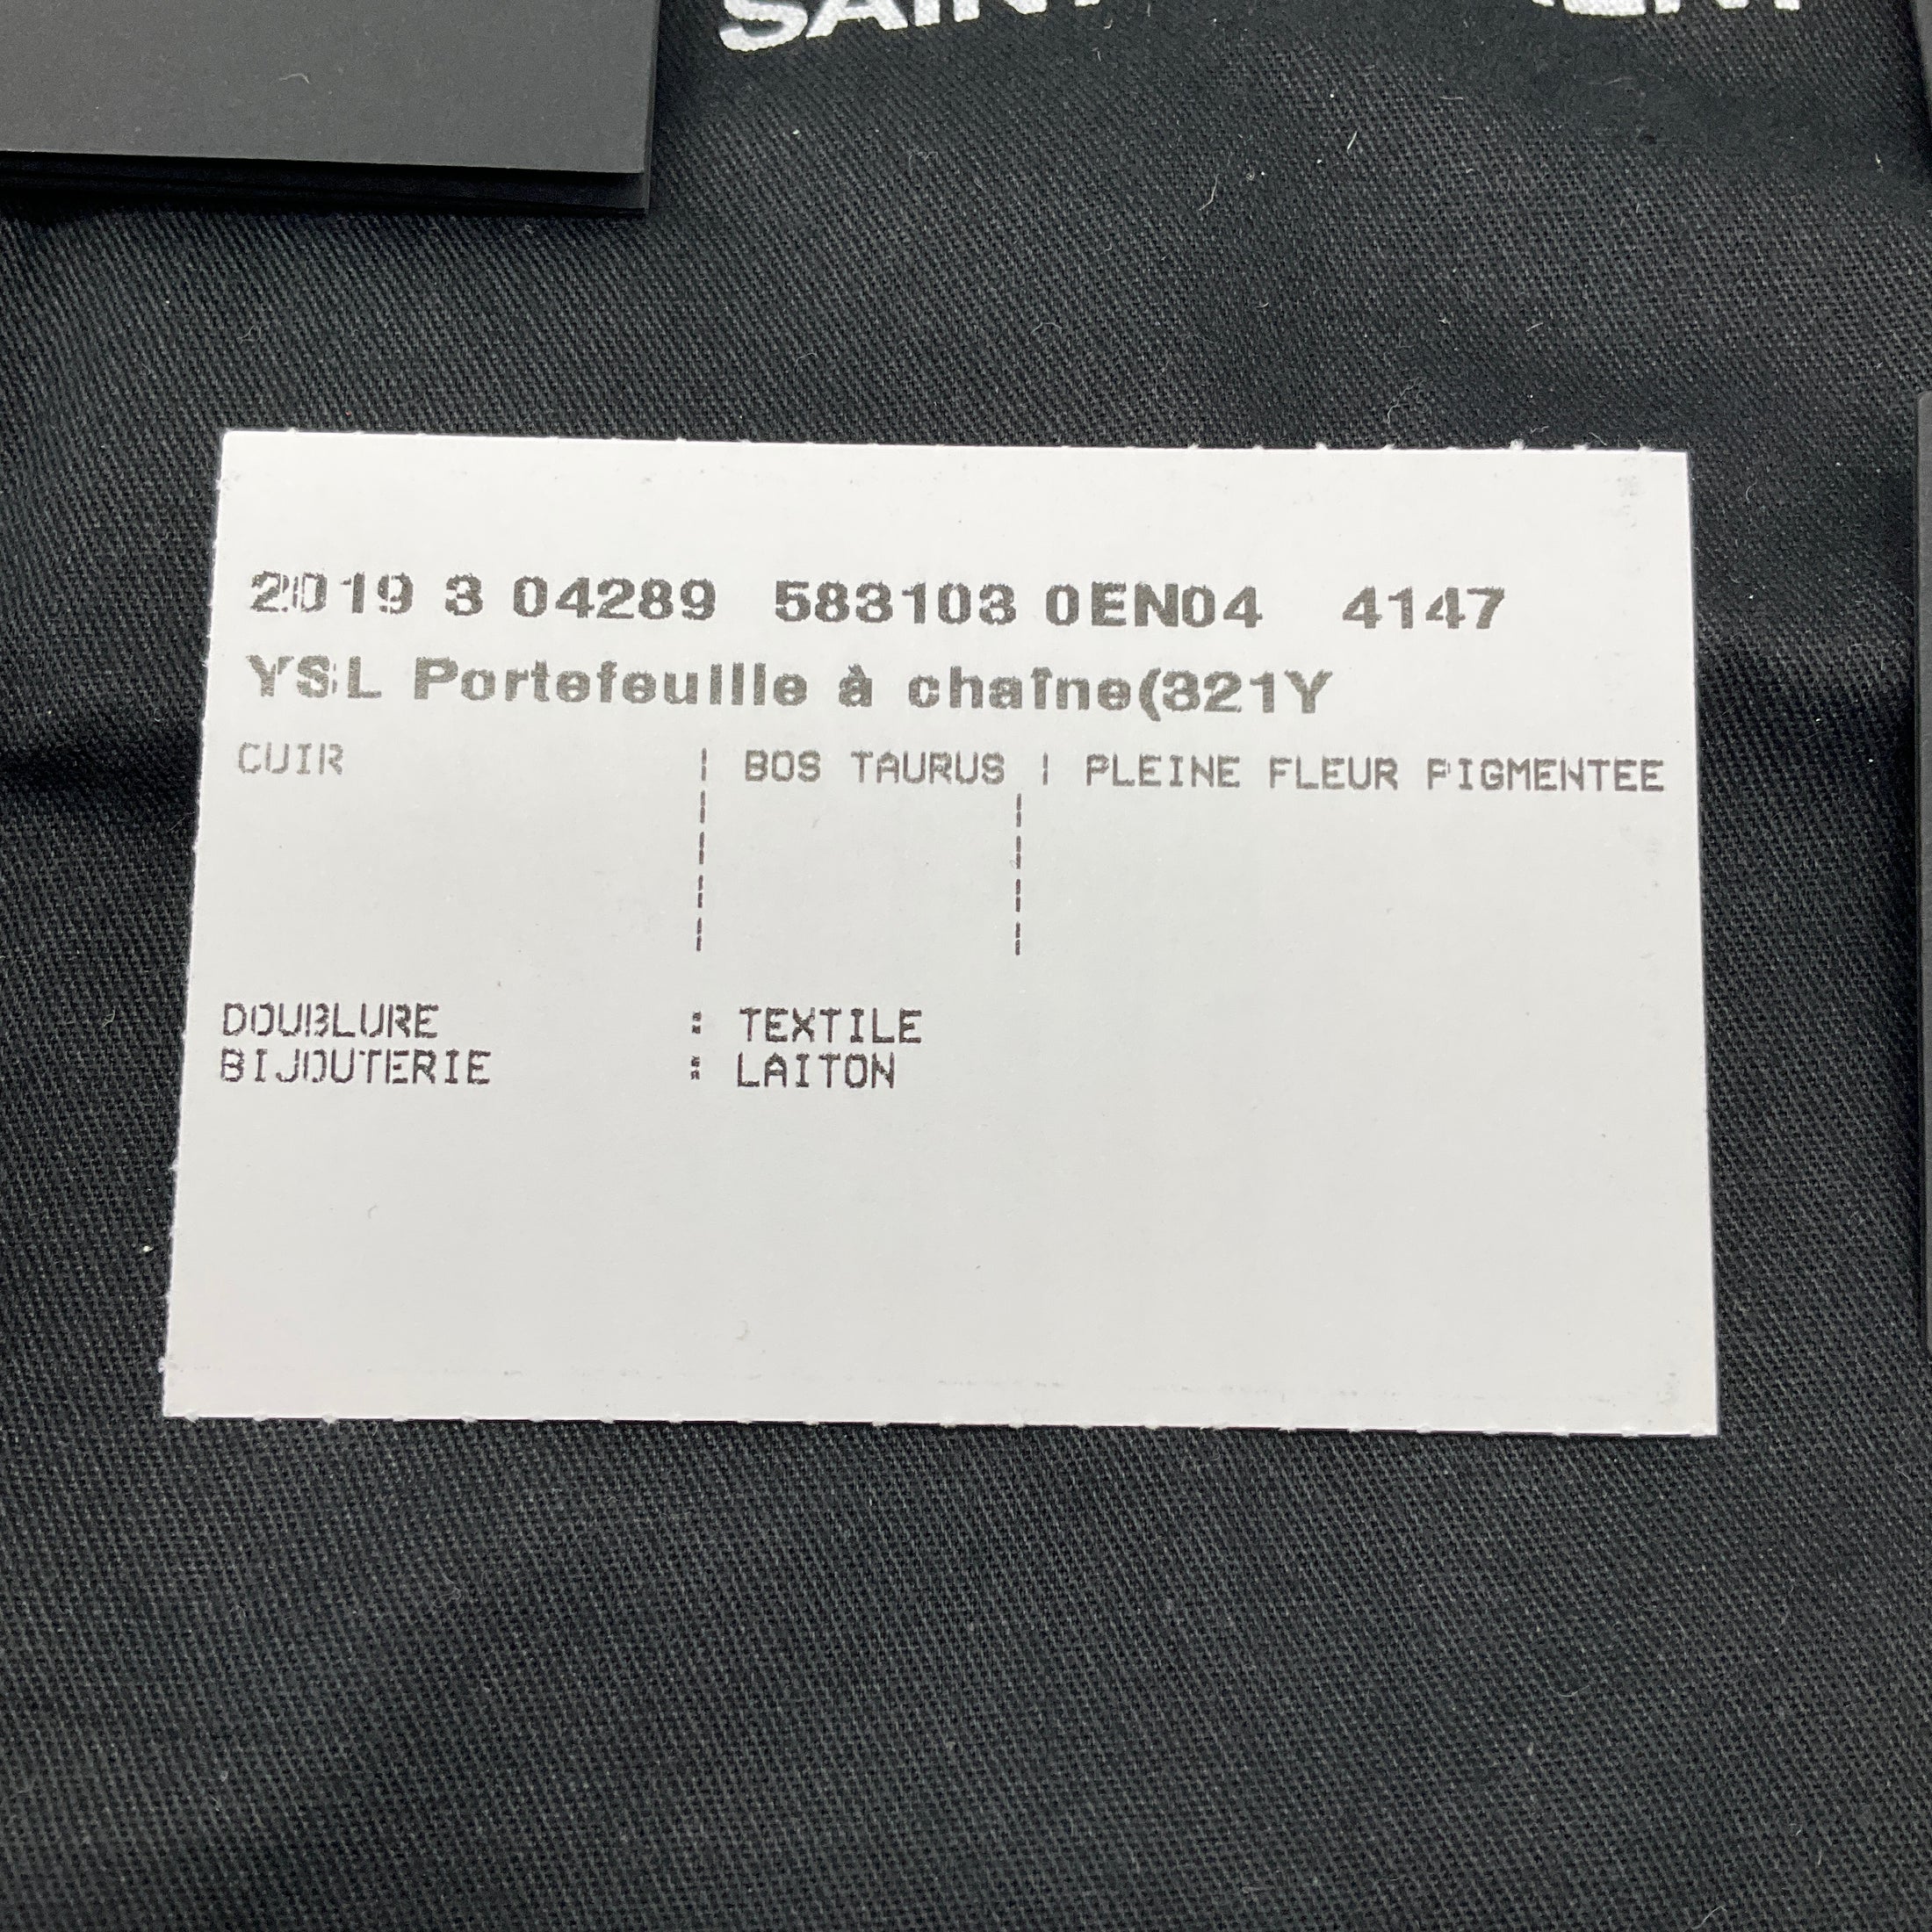 SAINT
2019 3 04289 583103 0EN04 4147
YSL Portefeuille à chaîne(321Y
CUIR | BOS TAURUS | PLEINE FLEUR PIGMENTEE
DOUBLURE : TEXTILE
BIJOUTERIE : LAITON